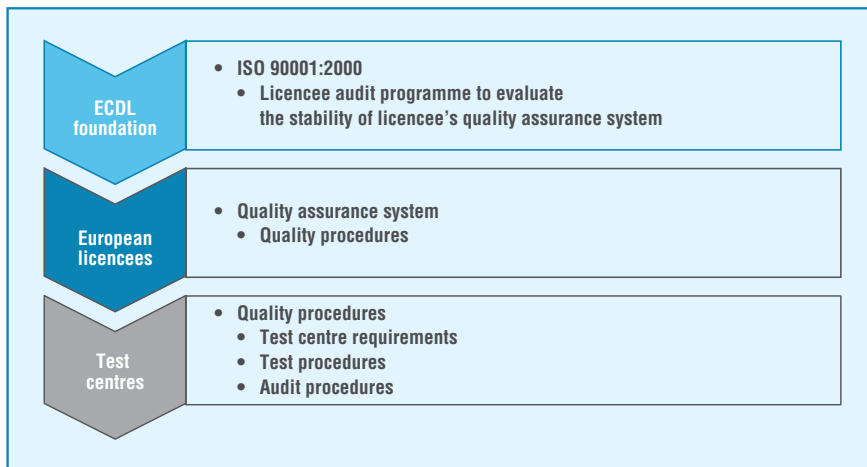 ECDL
foundation
• ISO 90001:2000
• Licencee audit programme to evaluate
the stability of licencee's quality assurance system
European
licencees
• Quality assurance system
• Quality procedures
Test
centres
• Quality procedures
• Test centre requirements
• Test procedures
• Audit procedures